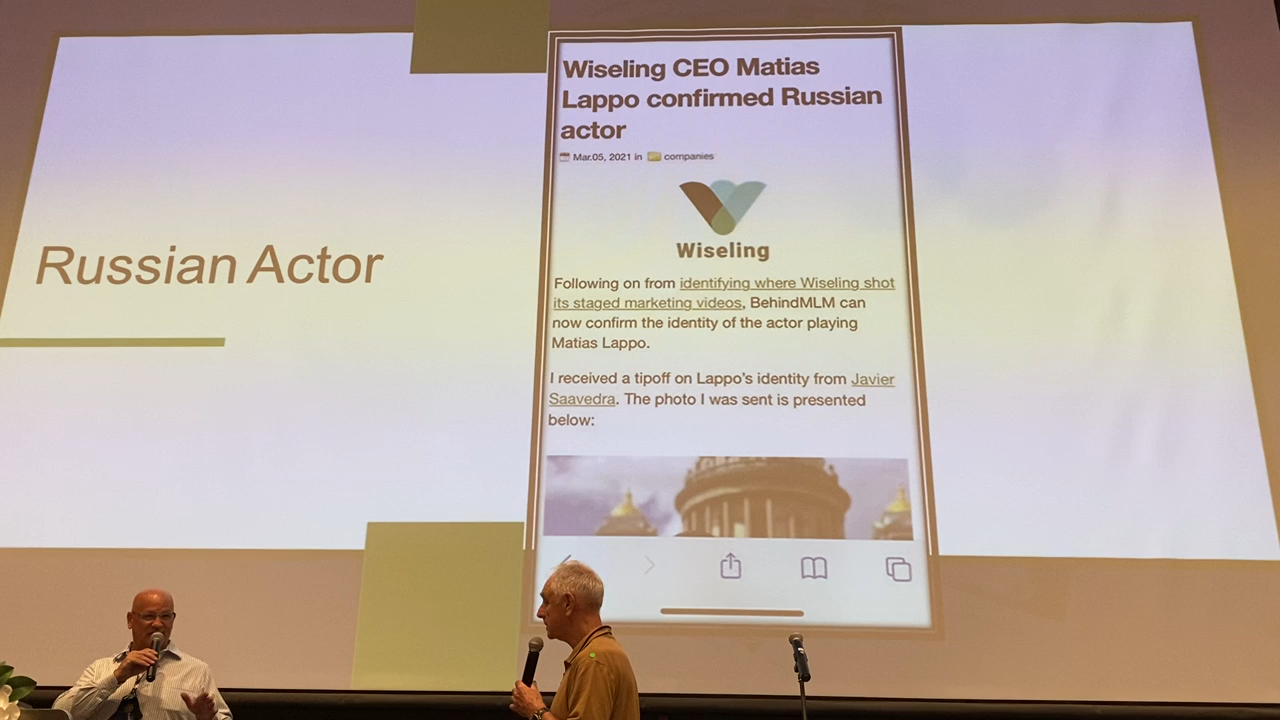 Russian Actor
Wiseling CEO Matias
Lappo confirmed Russian
actor
Mar.05, 2021 in companies
Wiseling
Following on from identifying where Wiseling shot
its staged marketing videos, BehindMLM can
now confirm the identity of the actor playing
Matias Lappo.
I received a tipoff on Lappo's identity from Javier
Saavedra. The photo I was sent is presented
below: